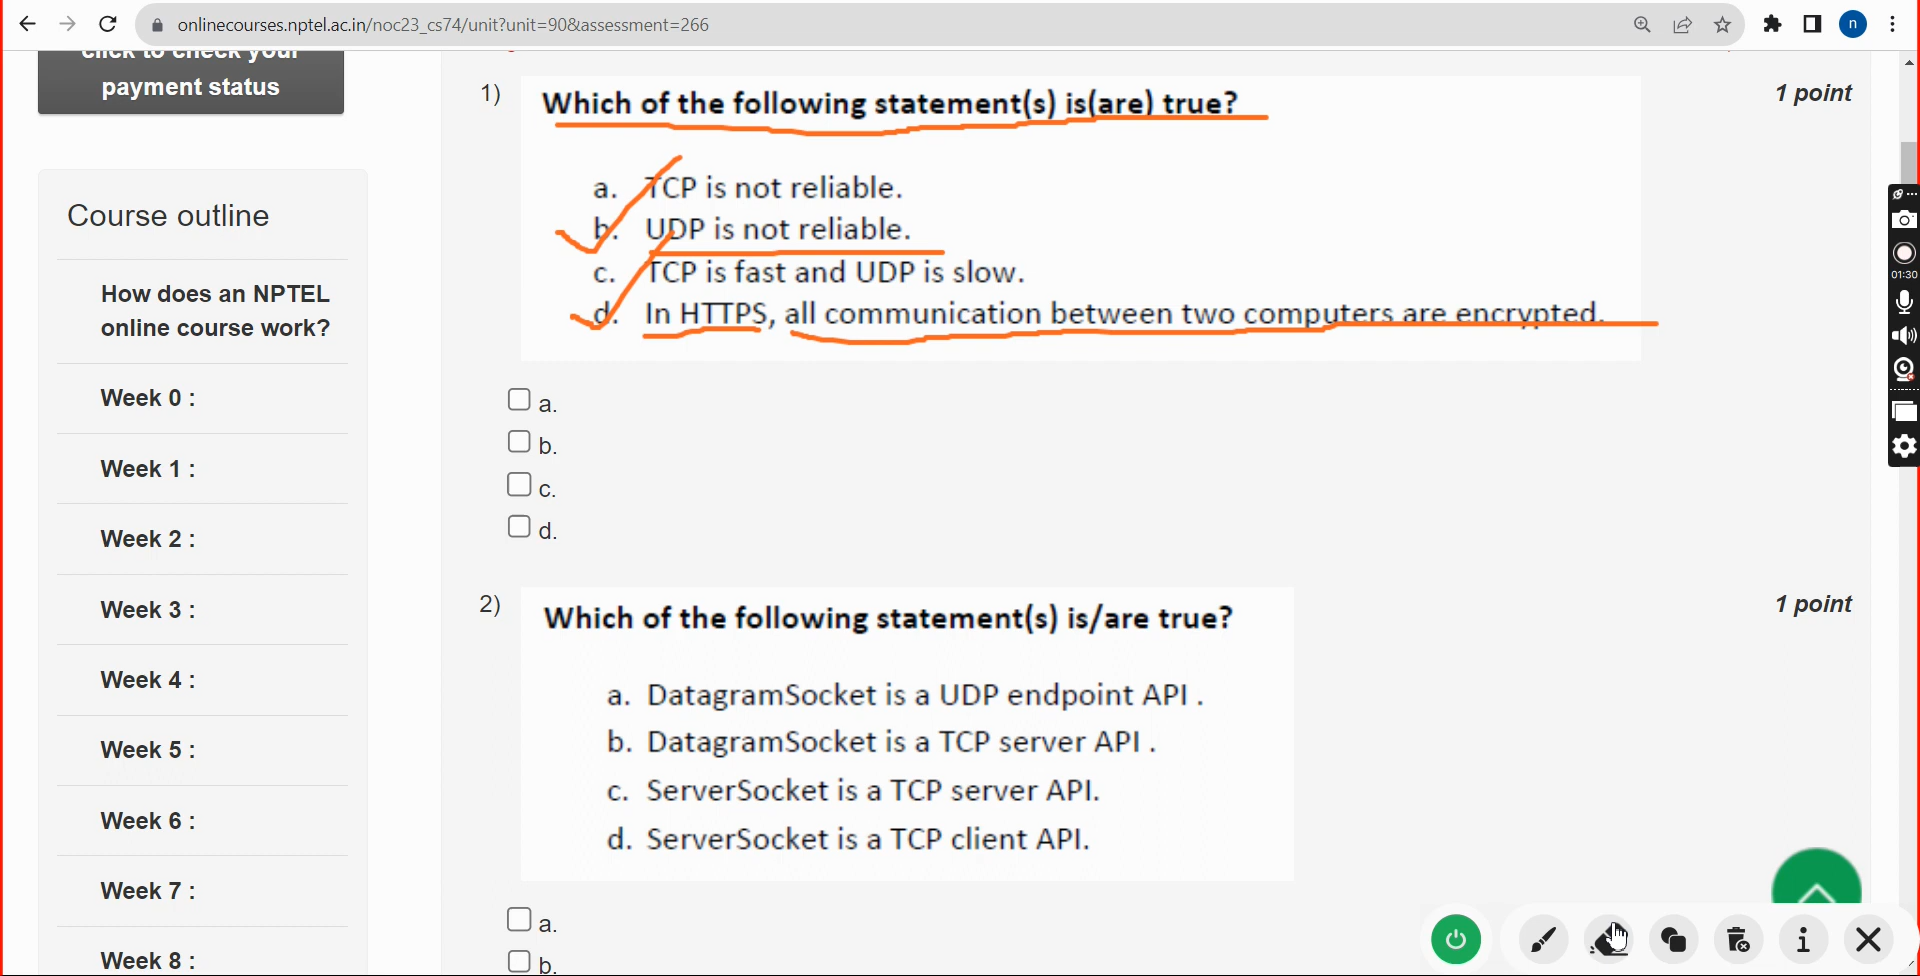 onlinecourses.nptel.ac.in/noc23_cs74/unit?unit=90&assessment=266
n
click to check your
payment status
Course outline
How does an NPTEL
online course work?
Week 0 :
Week 1 :
Week 2 :
Week 3 :
Week 4 :
Week 5 :
Week 6 :
Week 7 :
Week 8 :
1)
1 point
Which of the following statement(s) is(are) true?
a. TCP is not reliable.
b. UDP is not reliable.
c. TCP is fast and UDP is slow.
d. In HTTPS, all communication between two computers are encrypted.
a.
b.
c.
d.
2)
1 point
Which of the following statement(s) is/are true?
a. DatagramSocket is a UDP endpoint API .
b. DatagramSocket is a TCP server API .
c. ServerSocket is a TCP server API.
d. ServerSocket is a TCP client API.
a.
b.
01:30